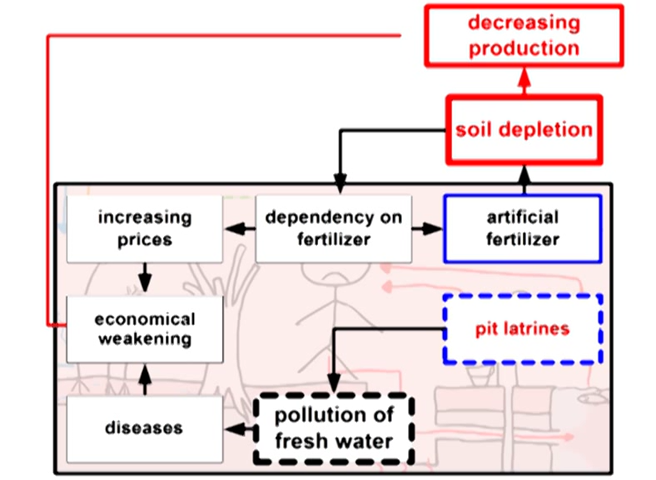 decreasing
production
soil depletion
increasing
prices
dependency on
fertilizer
artificial
fertilizer
economical
weakening
pit latrines
diseases
pollution of
fresh water